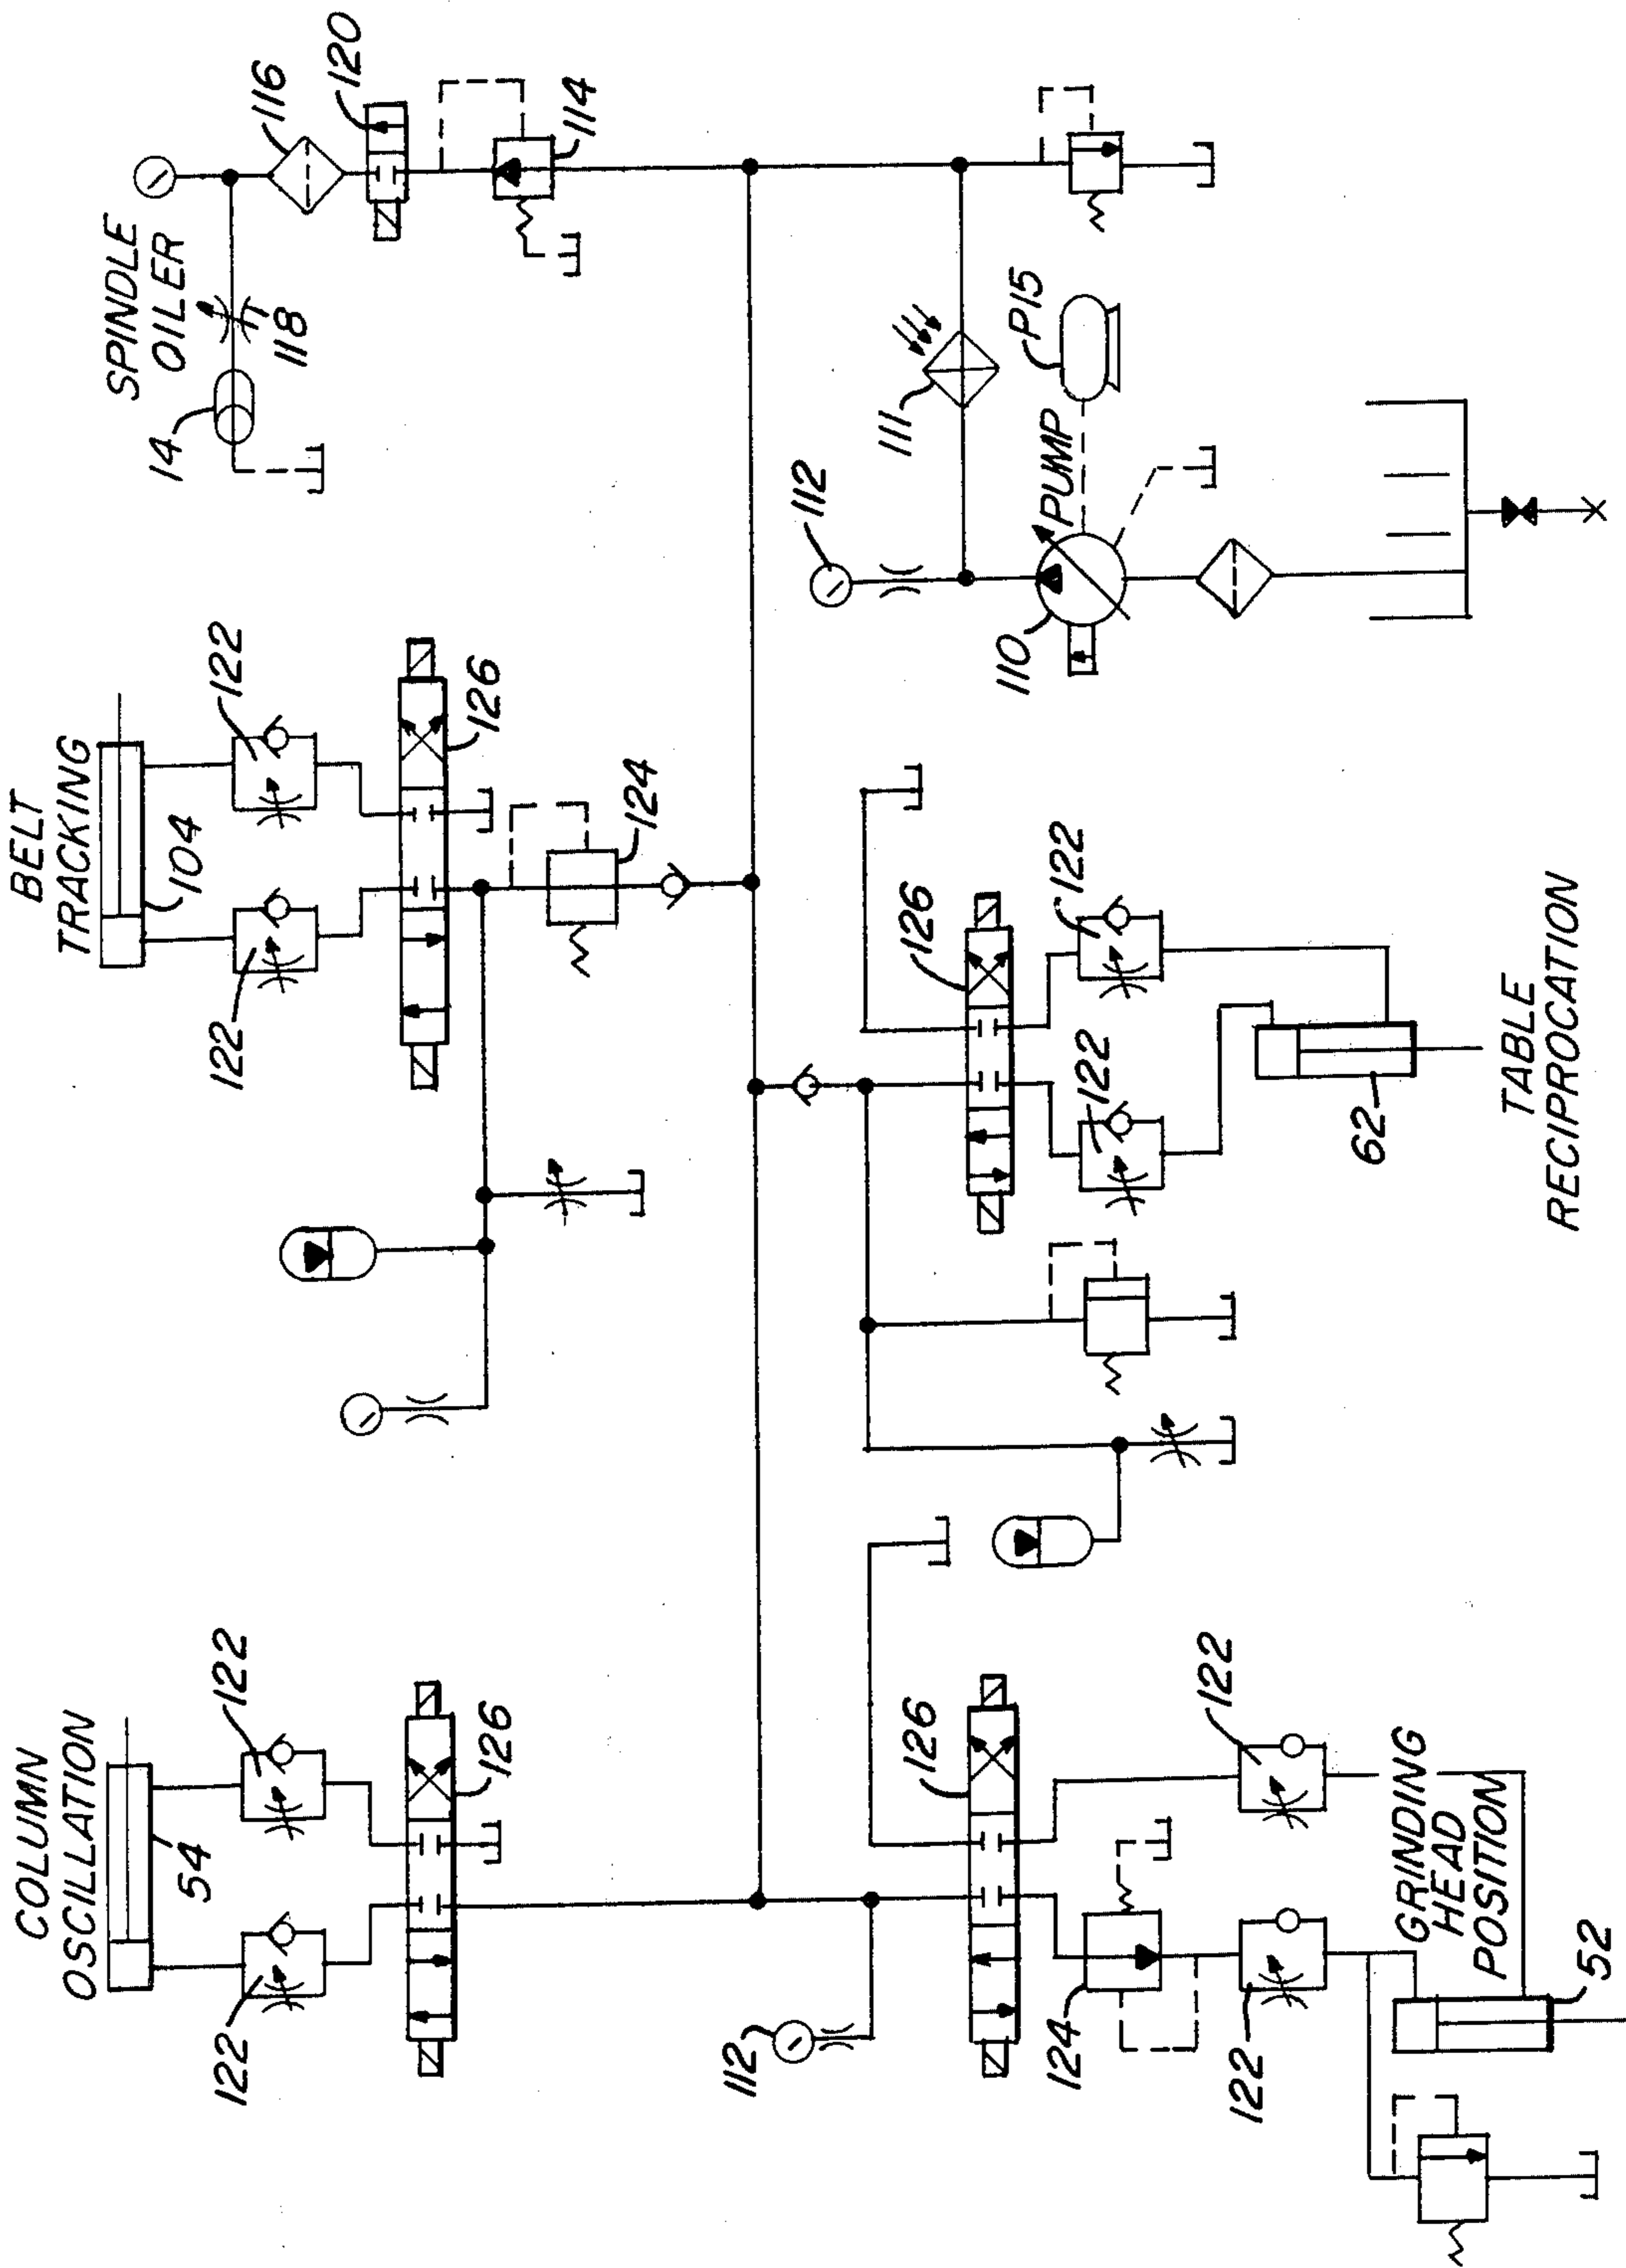 COLUMN
OSCILLATION
54
122
122
126
BELT
TRACKING
104
122
122
126
124
SPINDLE
OILER
14
118
116
120
114
112
126
124
122
122
GRINDING
HEAD
POSITION
52
126
122
122
62
TABLE
RECIPROCATION
112
111
110
PUMP
P15